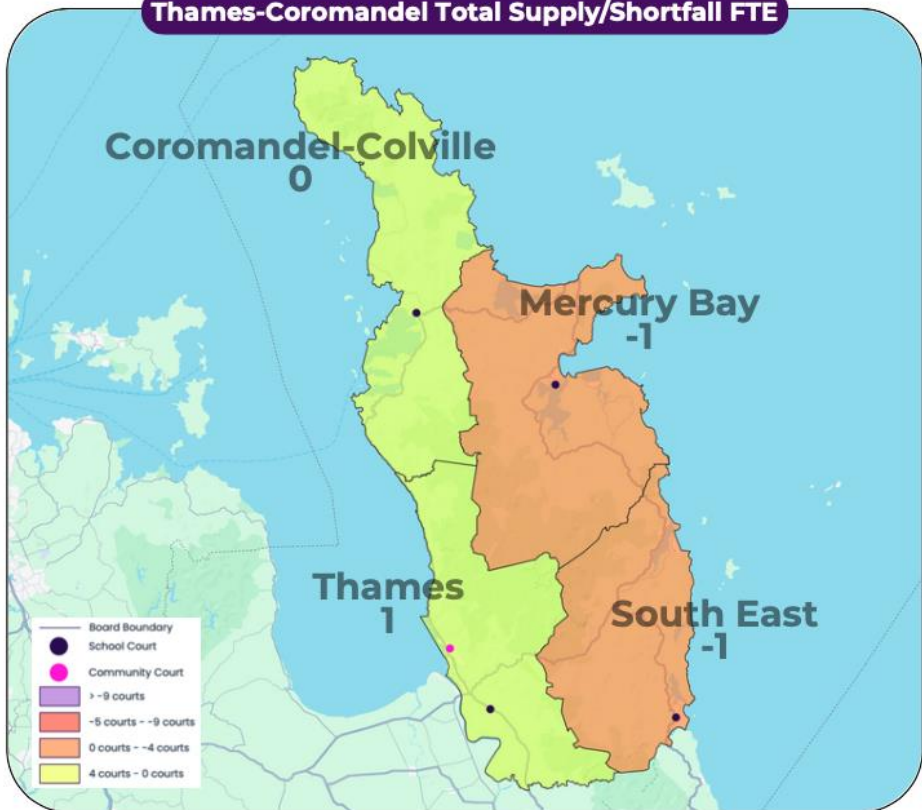 Thames-Coromandel Total Supply/Shortfall FTE
Coromandel-Colville
0
Mercury Bay
-1
Thames
1
South East
-1
Board Boundary
School Court
Community Court
> -9 courts
-5 courts - -9 courts
0 courts - -4 courts
4 courts - 0 courts